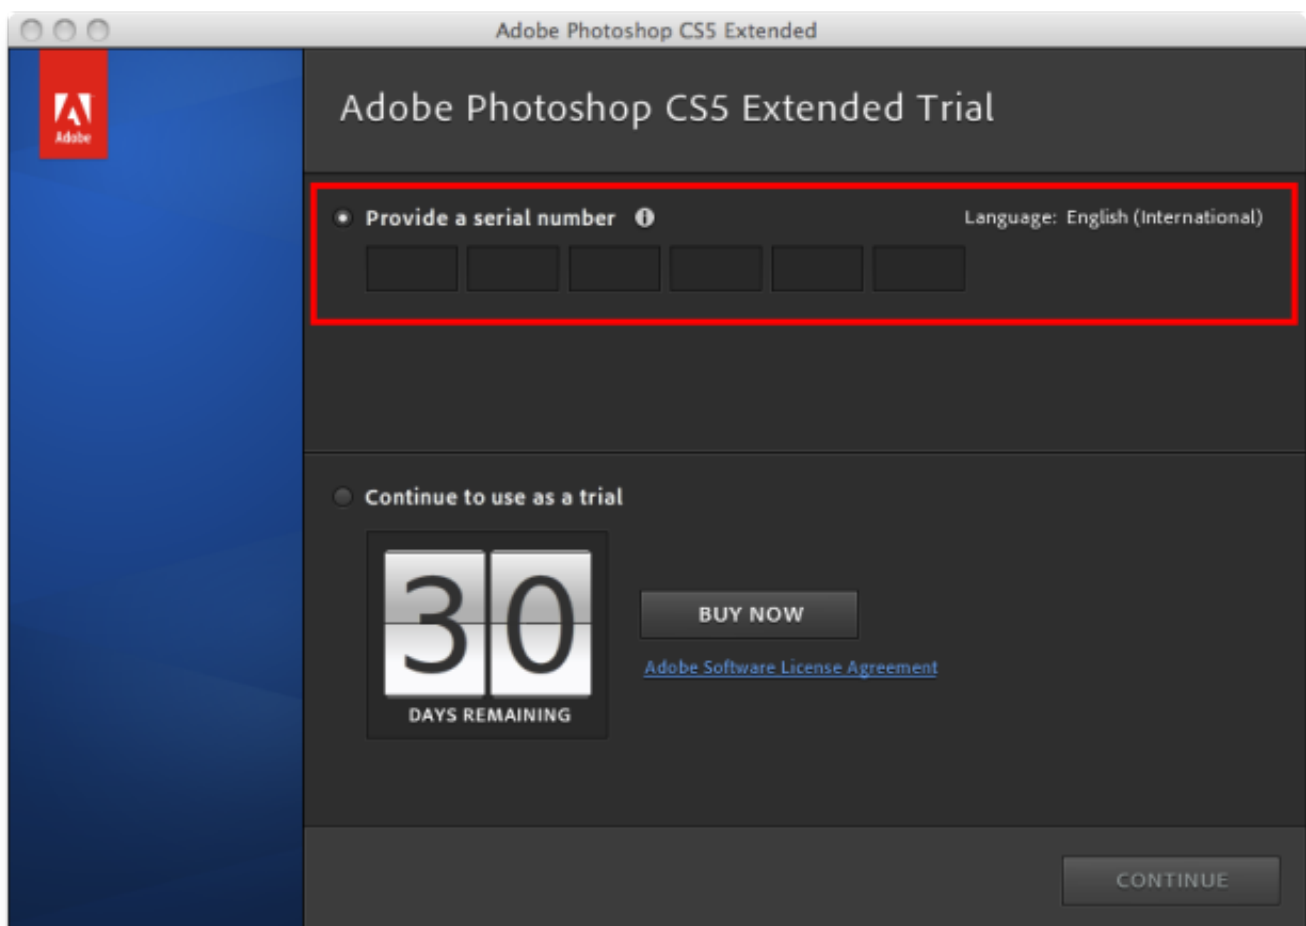 Adobe Photoshop CS5 Extended
Adobe
Adobe Photoshop CS5 Extended Trial
Provide a serial number
Language: English (International)
Continue to use as a trial
30
DAYS REMAINING
BUY NOW
Adobe Software License Agreement
CONTINUE